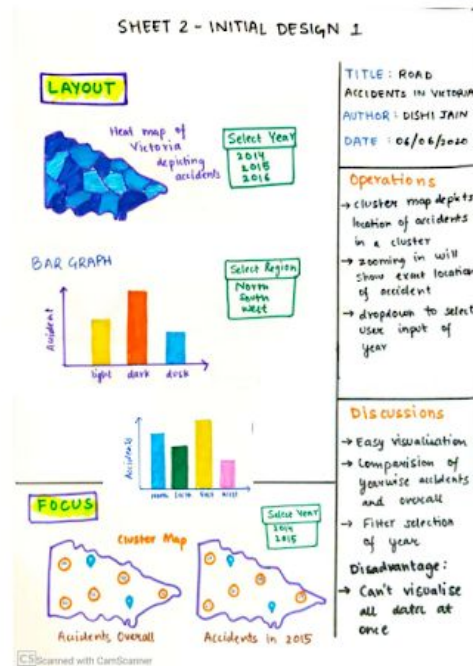 SHEET 2 - INITIAL DESIGN 1
LAYOUT
Heat map of
Victoria
depicting
accidents
Select Year
2014
2015
2016
BAR GRAPH
Accident
light dark dusk
Select Region
North
South
West
Accidents
North South East West
FOCUS
Cluster Map
Select Year
2014
2015
Accidents Overall
Accidents In 2015
TITLE : ROAD
ACCIDENTS IN VICTORIA
AUTHOR : DISHI JAIN
DATE : 06/06/2020
Operations
→ cluster map depicts
location of accidents
in a cluster
→ zooming in will
show exact location
of accident
→ dropdown to select
user input of
year
Discussions
→ Easy visualisation
→ Comparision of
yearwise accidents
and overall
→ Filter selection
of year
Disadvantage :
→ Can't visualise
all data at
once
CS Scanned with CamScanner